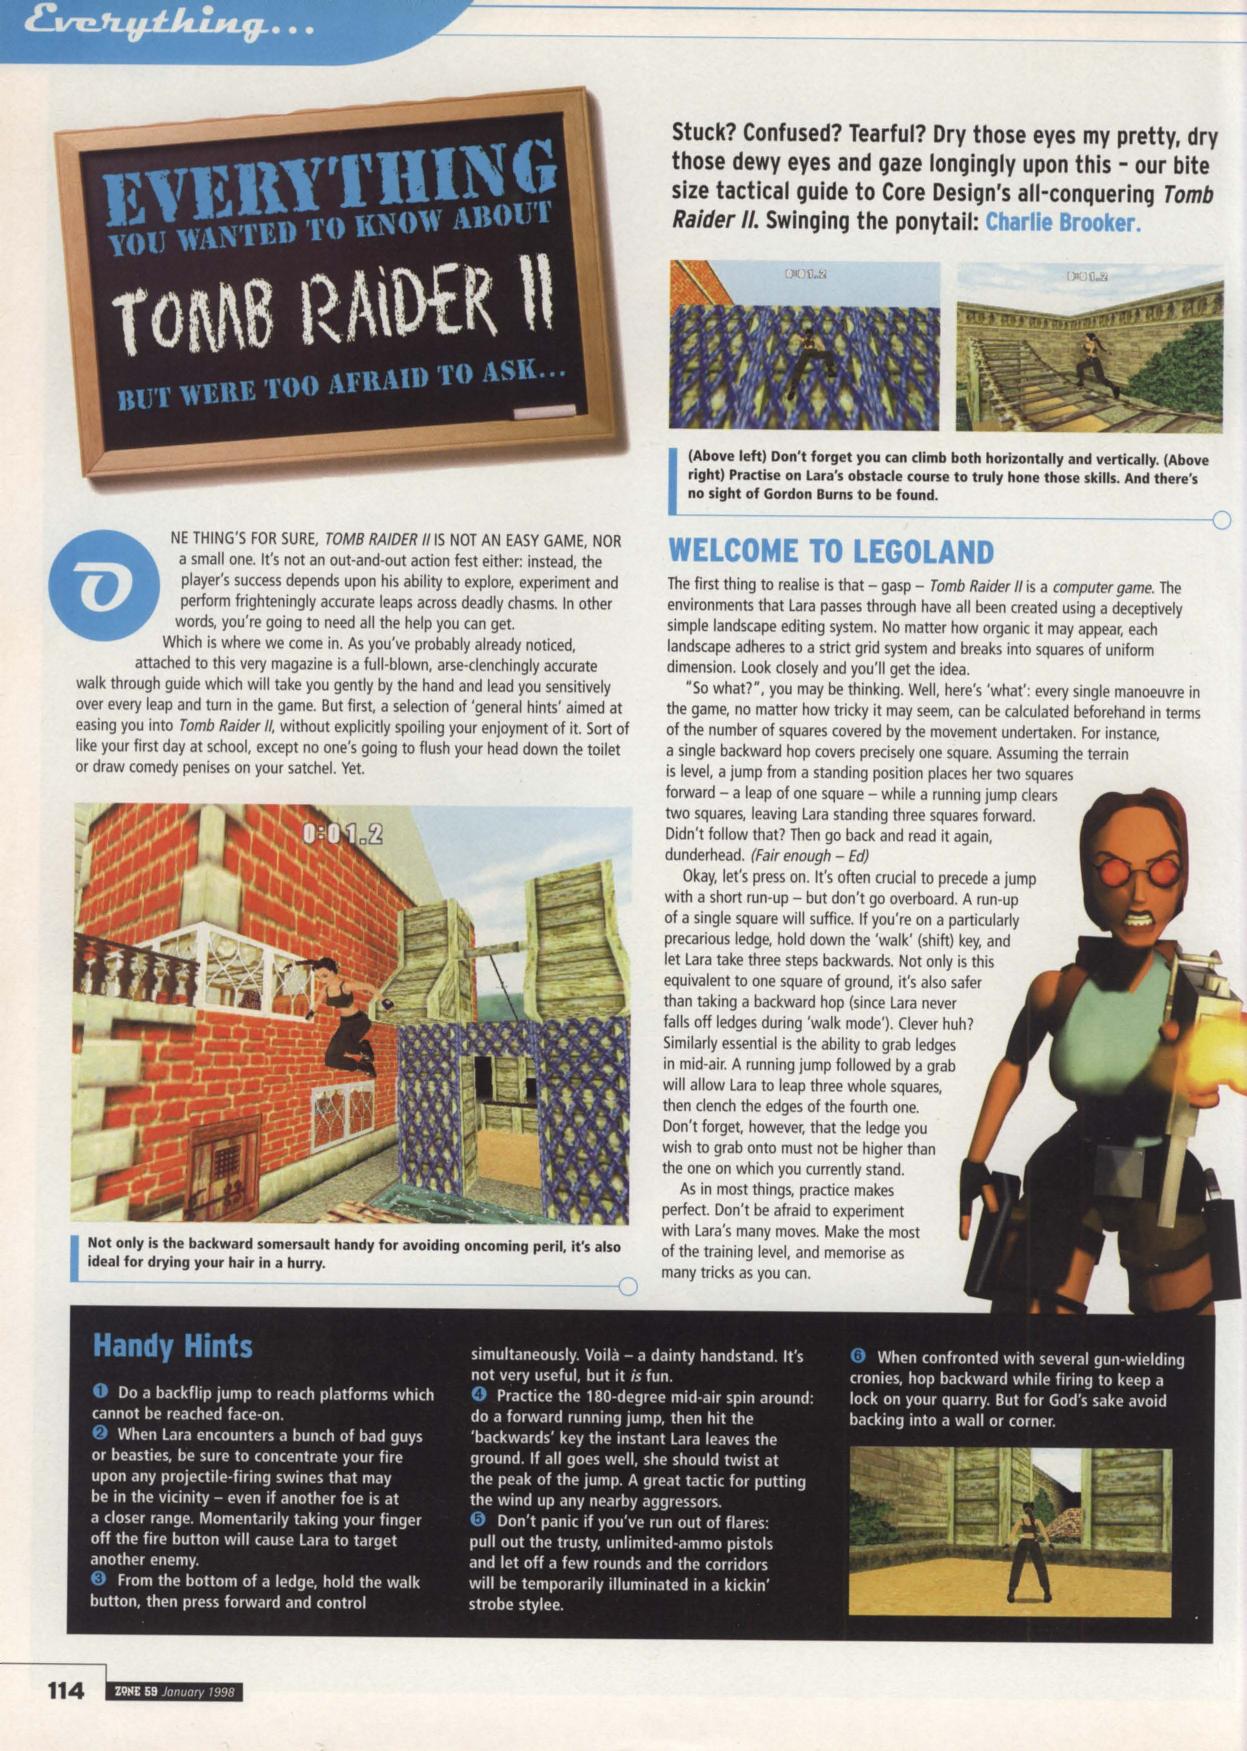 Everything...
EVERYTHING
YOU WANTED TO KNOW ABOUT
TOMB RAiDER II
BUT WERE TOO AFRAID TO ASK...
Stuck? Confused? Tearful? Dry those eyes my pretty, dry
those dewy eyes and gaze longingly upon this – our bite
size tactical guide to Core Design's all-conquering Tomb
Raider II. Swinging the ponytail: Charlie Brooker.
0:01.2
0:01.2
(Above left) Don't forget you can climb both horizontally and vertically. (Above
right) Practise on Lara's obstacle course to truly hone those skills. And there's
no sight of Gordon Burns to be found.
ONE THING'S FOR SURE, TOMB RAIDER II IS NOT AN EASY GAME, NOR
a small one. It's not an out-and-out action fest either: instead, the
player's success depends upon his ability to explore, experiment and
perform frighteningly accurate leaps across deadly chasms. In other
words, you're going to need all the help you can get.
Which is where we come in. As you've probably already noticed,
attached to this very magazine is a full-blown, arse-clenchingly accurate
walk through guide which will take you gently by the hand and lead you sensitively
over every leap and turn in the game. But first, a selection of 'general hints' aimed at
easing you into Tomb Raider II, without explicitly spoiling your enjoyment of it. Sort of
like your first day at school, except no one's going to flush your head down the toilet
or draw comedy penises on your satchel. Yet.
0:01.2
Not only is the backward somersault handy for avoiding oncoming peril, it's also
ideal for drying your hair in a hurry.
WELCOME TO LEGOLAND
The first thing to realise is that – gasp – Tomb Raider II is a computer game. The
environments that Lara passes through have all been created using a deceptively
simple landscape editing system. No matter how organic it may appear, each
landscape adheres to a strict grid system and breaks into squares of uniform
dimension. Look closely and you'll get the idea.
"So what?", you may be thinking. Well, here's 'what': every single manoeuvre in
the game, no matter how tricky it may seem, can be calculated beforehand in terms
of the number of squares covered by the movement undertaken. For instance,
a single backward hop covers precisely one square. Assuming the terrain
is level, a jump from a standing position places her two squares
forward – a leap of one square – while a running jump clears
two squares, leaving Lara standing three squares forward.
Didn't follow that? Then go back and read it again,
dunderhead. (Fair enough – Ed)
Okay, let's press on. It's often crucial to precede a jump
with a short run-up – but don't go overboard. A run-up
of a single square will suffice. If you're on a particularly
precarious ledge, hold down the 'walk' (shift) key, and
let Lara take three steps backwards. Not only is this
equivalent to one square of ground, it's also safer
than taking a backward hop (since Lara never
falls off ledges during 'walk mode'). Clever huh?
Similarly essential is the ability to grab ledges
in mid-air. A running jump followed by a grab
will allow Lara to leap three whole squares,
then clench the edges of the fourth one.
Don't forget, however, that the ledge you
wish to grab onto must not be higher than
the one on which you currently stand.
As in most things, practice makes
perfect. Don't be afraid to experiment
with Lara's many moves. Make the most
of the training level, and memorise as
many tricks as you can.
Handy Hints
1 Do a backflip jump to reach platforms which
cannot be reached face-on.
2 When Lara encounters a bunch of bad guys
or beasties, be sure to concentrate your fire
upon any projectile-firing swines that may
be in the vicinity – even if another foe is at
a closer range. Momentarily taking your finger
off the fire button will cause Lara to target
another enemy.
3 From the bottom of a ledge, hold the walk
button, then press forward and control
simultaneously. Voilà – a dainty handstand. It's
not very useful, but it is fun.
4 Practice the 180-degree mid-air spin around:
do a forward running jump, then hit the
'backwards' key the instant Lara leaves the
ground. If all goes well, she should twist at
the peak of the jump. A great tactic for putting
the wind up any nearby aggressors.
5 Don't panic if you've run out of flares:
pull out the trusty, unlimited-ammo pistols
and let off a few rounds and the corridors
will be temporarily illuminated in a kickin'
strobe stylee.
6 When confronted with several gun-wielding
cronies, hop backward while firing to keep a
lock on your quarry. But for God's sake avoid
backing into a wall or corner.
114 ZONE 59 January 1998